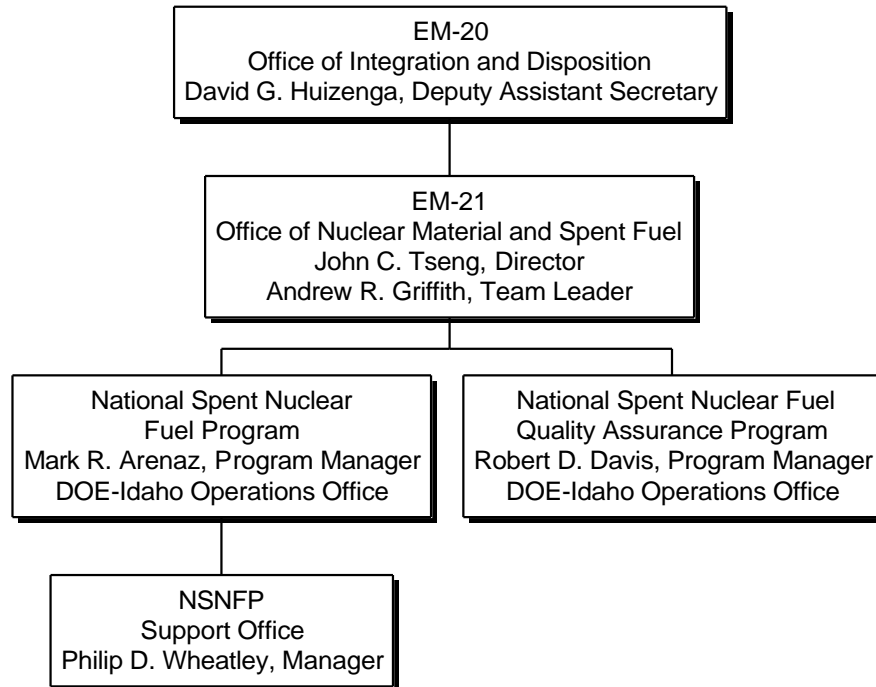 EM-20
Office of Integration and Disposition
David G. Huizenga, Deputy Assistant Secretary
EM-21
Office of Nuclear Material and Spent Fuel
John C. Tseng, Director
Andrew R. Griffith, Team Leader
National Spent Nuclear
Fuel Program
Mark R. Arenaz, Program Manager
DOE-Idaho Operations Office
National Spent Nuclear Fuel
Quality Assurance Program
Robert D. Davis, Program Manager
DOE-Idaho Operations Office
NSNFP
Support Office
Philip D. Wheatley, Manager